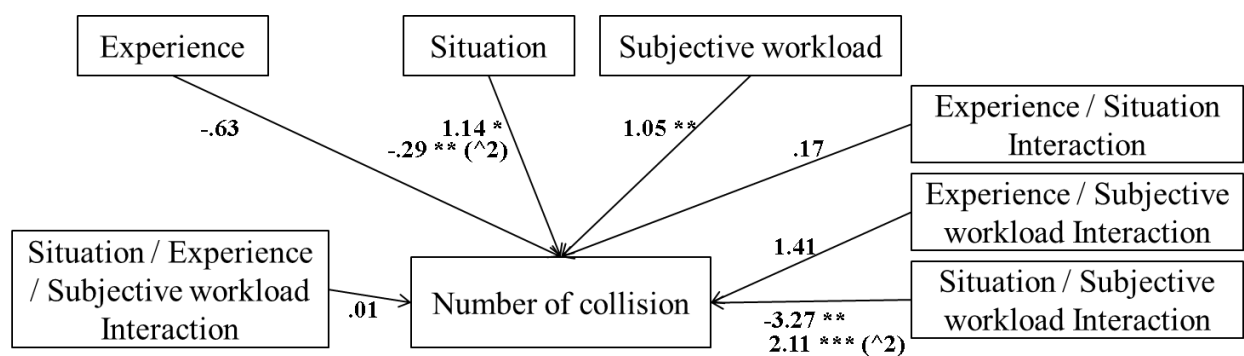 Experience
Situation
Subjective workload
-.63
1.14 *
-.29 ** (^2)
1.05 **
.17
Experience / Situation
Interaction
Experience / Subjective
workload Interaction
1.41
Situation / Experience
/ Subjective workload
Interaction
.01
Number of collision
Situation / Subjective
workload Interaction
-3.27 **
2.11 *** (^2)